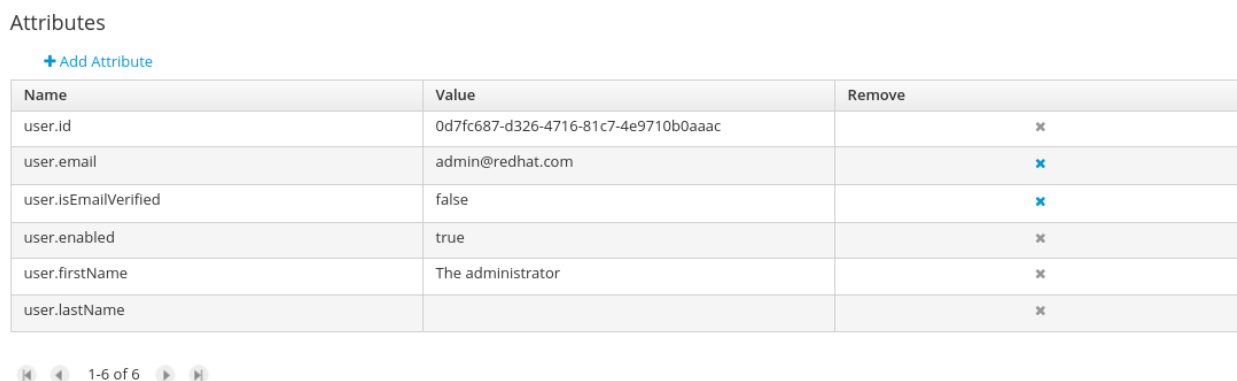 Attributes
Add Attribute
Name Value Remove
user.id 0d7fc687-d326-4716-81c7-4e9710b0aaac
user.email admin@redhat.com
user.isEmailVerified false
user.enabled true
user.firstName The administrator
user.lastName
1-6 of 6